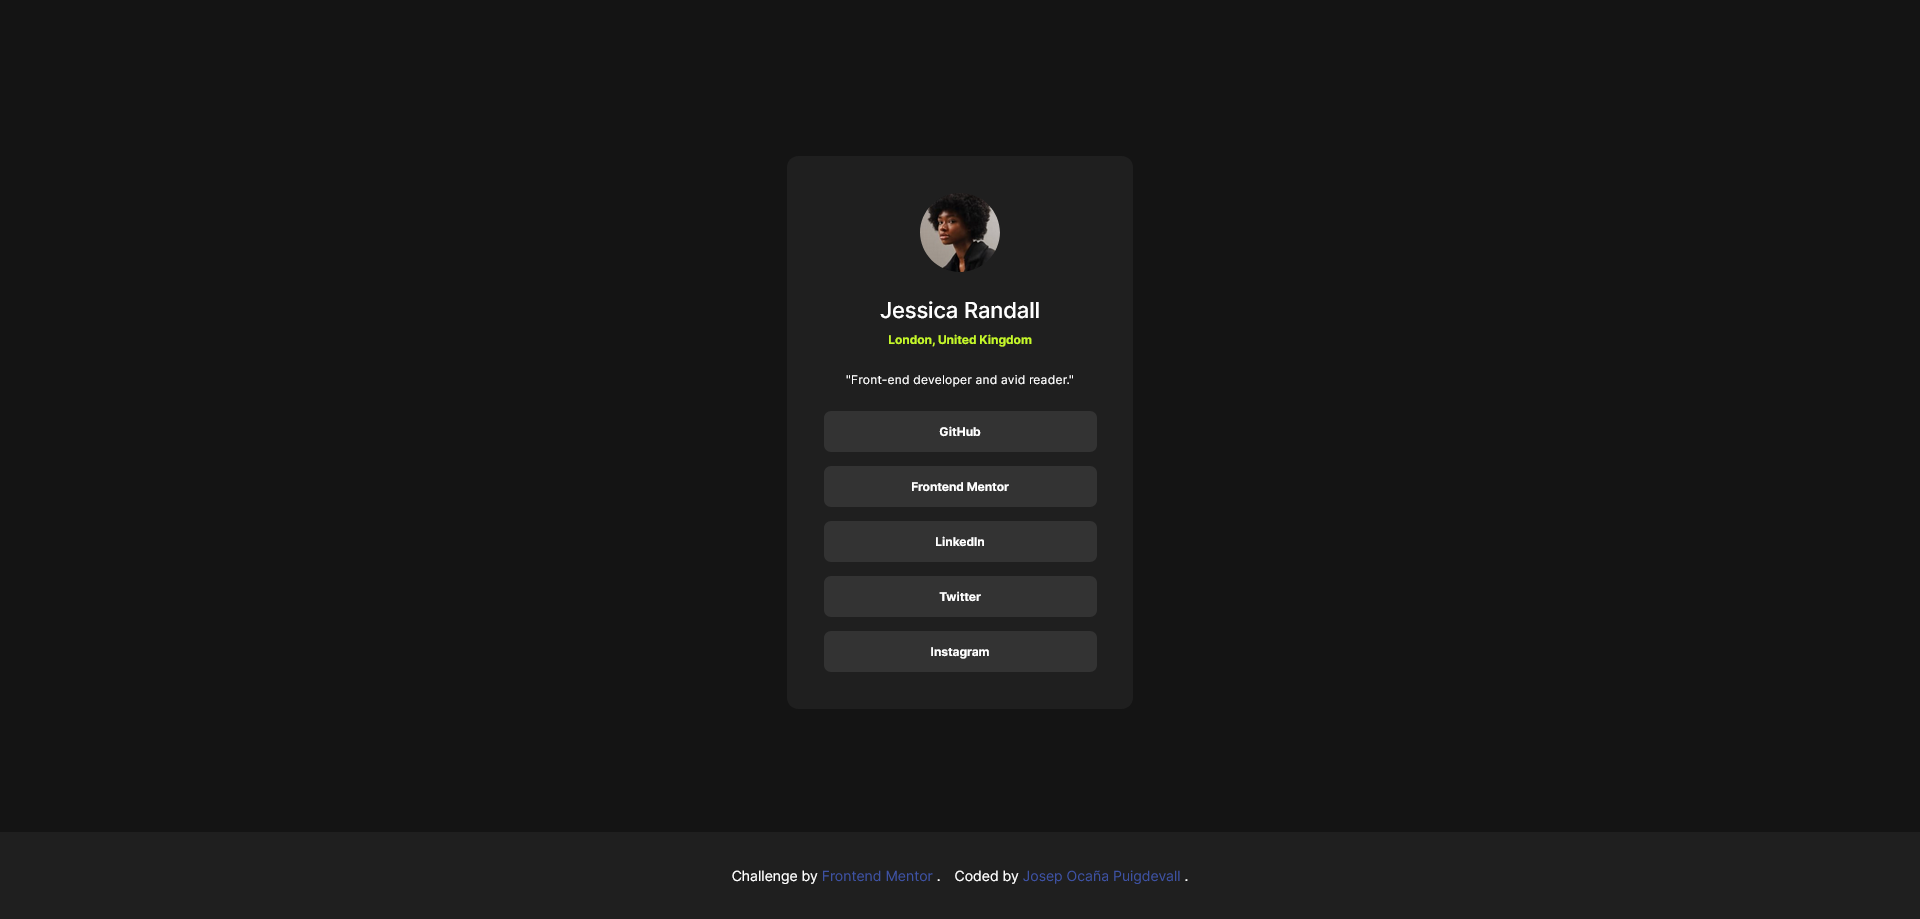 Jessica Randall
London, United Kingdom
"Front-end developer and avid reader."
GitHub
Frontend Mentor
LinkedIn
Twitter
Instagram
Challenge by Frontend Mentor . Coded by Josep Ocaña Puigdevall .